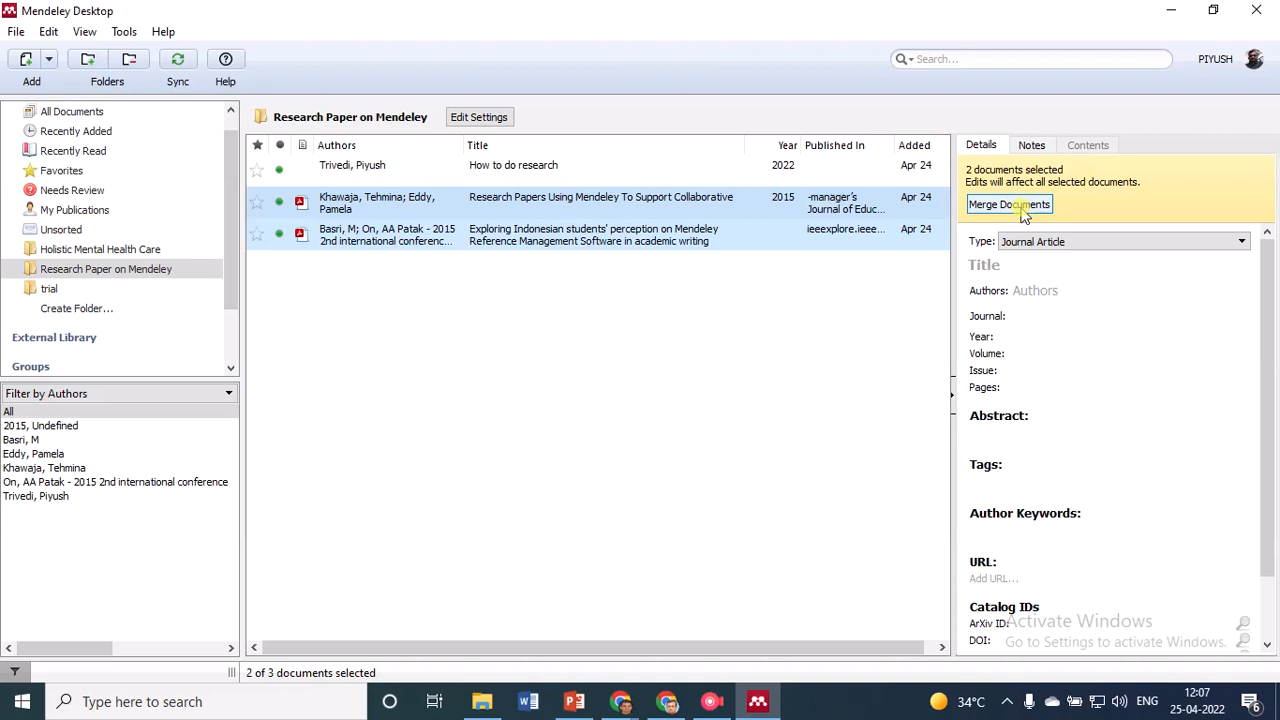 Mendeley Desktop
File Edit View Tools Help
Search... PIYUSH
Add Folders Sync Help
All Documents
Recently Added
Recently Read
Favorites
Needs Review
My Publications
Unsorted
Holistic Mental Health Care
Research Paper on Mendeley
trial
Create Folder...
External Library
Groups
Filter by Authors
All
2015, Undefined
Basri, M
Eddy, Pamela
Khawaja, Tehmina
On, AA Patak - 2015 2nd international conference
Trivedi, Piyush
Research Paper on Mendeley Edit Settings
Authors Title Year Published In Added
Trivedi, Piyush How to do research 2022 Apr 24
Khawaja, Tehmina; Eddy, Research Papers Using Mendeley To Support Collaborative 2015 -manager's Apr 24
Pamela Journal of Educ...
Basri, M; On, AA Patak - 2015 Exploring Indonesian students' perception on Mendeley ieeexplore.ieee... Apr 24
2nd international conferenc... Reference Management Software in academic writing
Details Notes Contents
2 documents selected
Edits will affect all selected documents.
Merge Documents
Type: Journal Article
Title
Authors: Authors
Journal:
Year:
Volume:
Issue:
Pages:
Abstract:
Tags:
Author Keywords:
URL:
Add URL...
Catalog IDs
ArXiv ID:
DOI:
Activate Windows
Go to Settings to activate Windows.
2 of 3 documents selected
Type here to search
34°C
ENG
12:07
25-04-2022
6